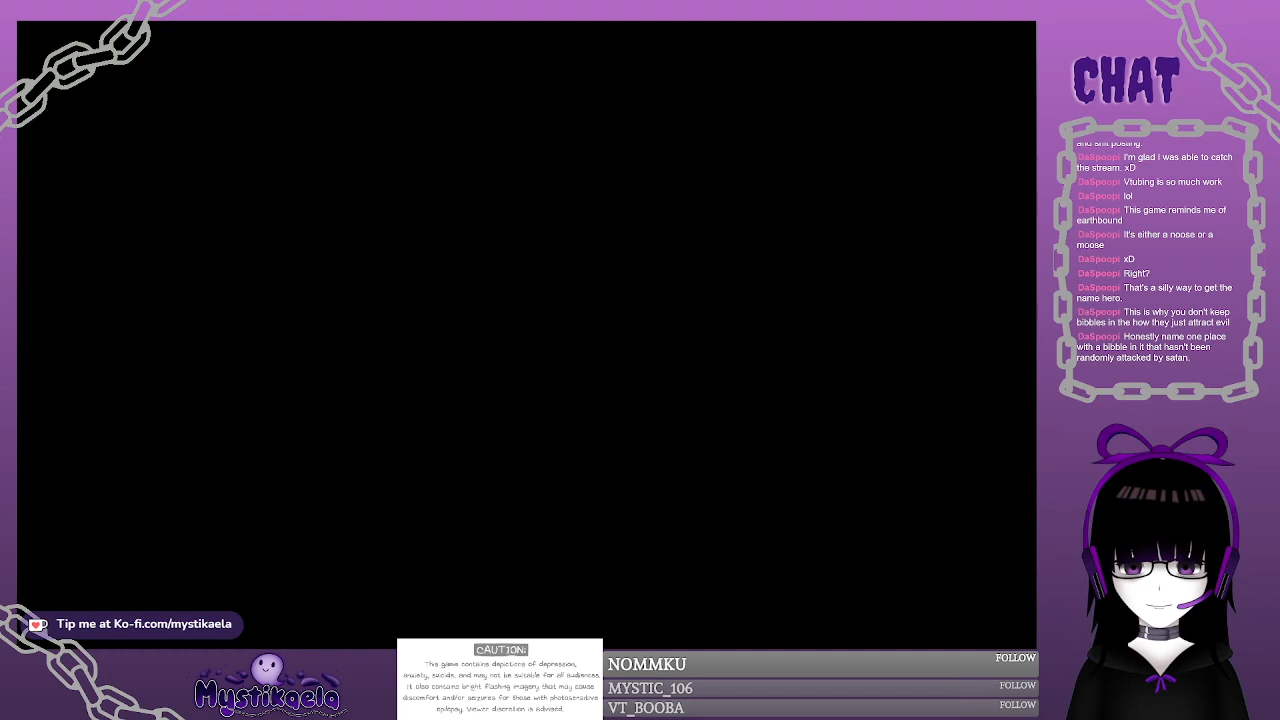 CHAT
and shit posting.
DaSpoopi I'm glad I was able to catch
the stream. xD
DaSpoopi Vtubing is so much work
DaSpoopi lol
DaSpoopi This game reminds me of
earthbound
DaSpoopi It's either a noose or a
moose
DaSpoopi xD
DaSpoopi Right?
DaSpoopi That's a silly way to get the
name hero.
DaSpoopi This is why you don't keep
bibbles in the how they just attract evil
DaSpoopi Honestly name one place
with a bibble in it that hasn't been
randomly attacked by satan.
Tip me at Ko-fi.com/mystikaela
Mystikaela
CAUTION:
This game contains depictions of depression,
anxiety, suicide, and may not be suitable for all audiences.
It also contains bright flashing imagery that may cause
discomfort and/or seizures for those with photosensitive
epilepsy. Viewer discretion is advised.
NOMMKU FOLLOW
MYSTIC_106 FOLLOW
VT_BOOBA FOLLOW